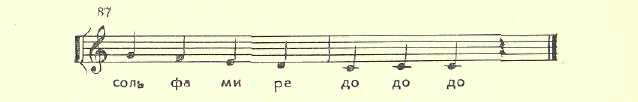 87
соль фа ми ре до до до